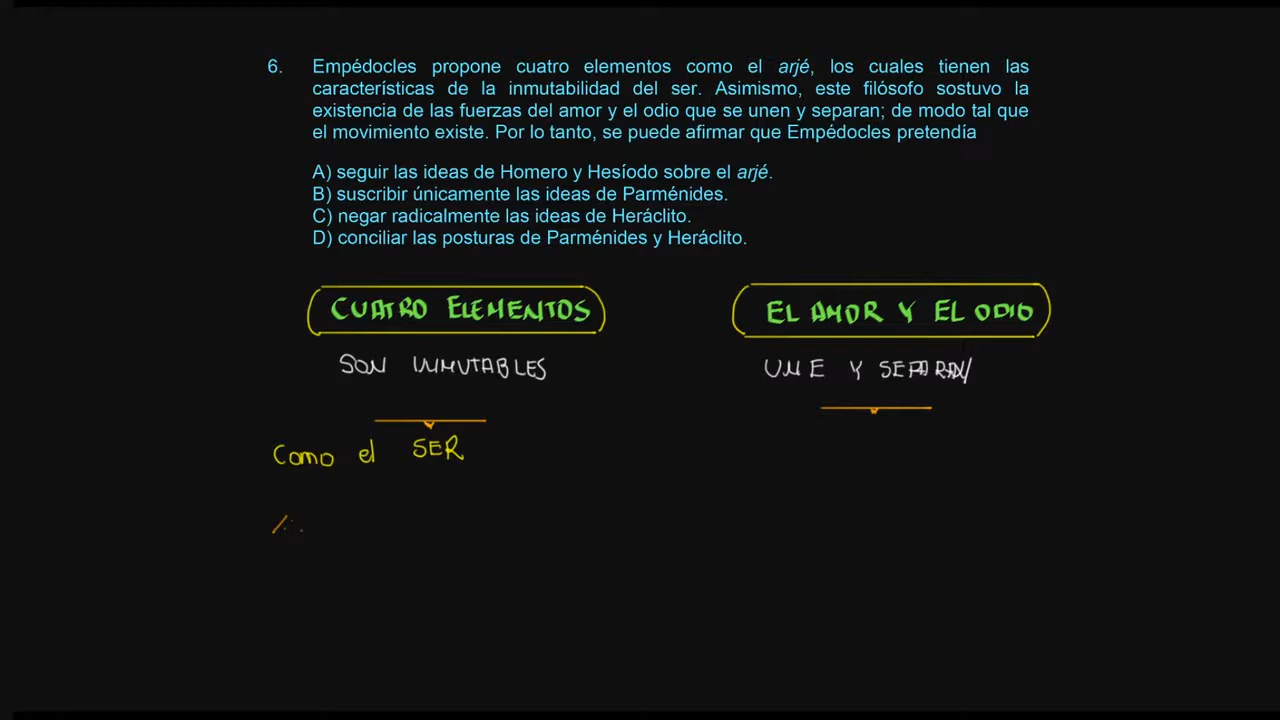 6. Empédocles propone cuatro elementos como el arjé, los cuales tienen las
características de la inmutabilidad del ser. Asimismo, este filósofo sostuvo la
existencia de las fuerzas del amor y el odio que se unen y separan; de modo tal que
el movimiento existe. Por lo tanto, se puede afirmar que Empédocles pretendía
A) seguir las ideas de Homero y Hesíodo sobre el arjé.
B) suscribir únicamente las ideas de Parménides.
C) negar radicalmente las ideas de Heráclito.
D) conciliar las posturas de Parménides y Heráclito.
CUATRO ELEMENTOS
EL AMOR Y EL ODIO
SON INMUTABLES
UNE Y SEPARAN
Como el SER